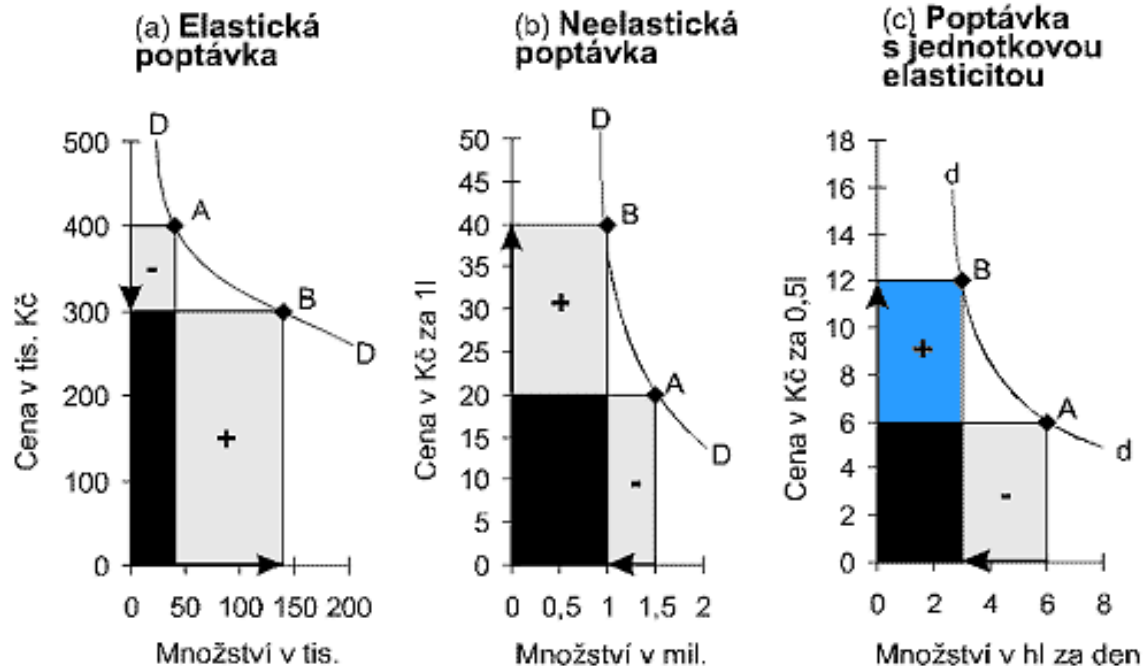 (a) Elastická
poptávka
D
500
400
300
200
100
0
A
-
B
D
+
0 50 100 150 200
Cena v tis. Kč
Množství v tis.
(b) Neelastická
poptávka
D
50
45
40
35
30
25
20
15
10
5
0
B
+
A
D
-
0 0,5 1 1,5 2
Cena v Kč za 1l
Množství v mil.
(c) Poptávka
s jednotkovou
elasticitou
18
16
14
12
10
8
6
4
2
0
d
B
+
A
d
-
0 2 4 6 8
Cena v Kč za 0,5l
Množství v hl za den